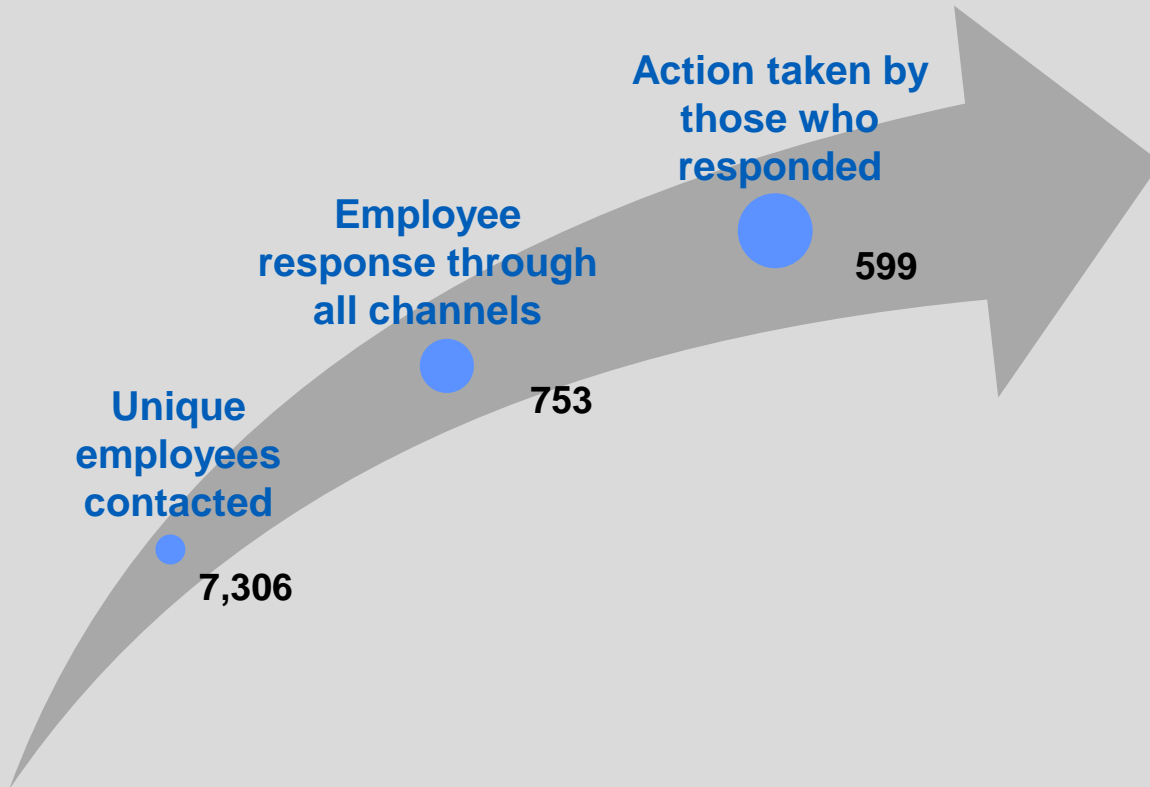 Action taken by
those who
responded
599
Employee
response through
all channels
753
Unique
employees
contacted
7,306